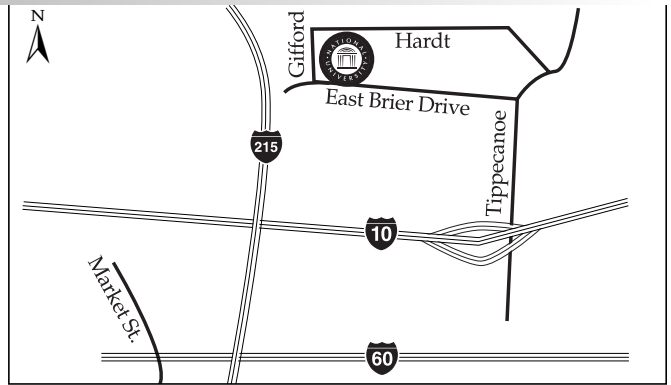 N
Gifford
NATIONAL UNIVERSITY
Hardt
East Brier Drive
215
Tippecanoe
10
Market St.
60